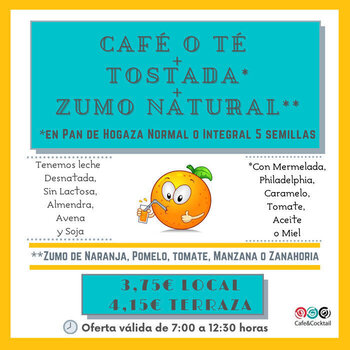 CAFÉ O TÉ
+
TOSTADA*
+
ZUMO NATURAL**
*EN PAN DE HOGAZA NORMAL O INTEGRAL 5 SEMILLAS
Tenemos leche
Desnatada,
Sin Lactosa,
Almendra,
Avena
y Soja
*Con Mermelada,
Philadelphia,
Caramelo,
Tomate,
Aceite
o Miel
**ZUMO DE NARANJA, POMELO, TOMATE, MANZANA O ZANAHORIA
3,75€ LOCAL
4,15€ TERRAZA
Cafe&Cocktail
Oferta válida de 7:00 a 12:30 horas